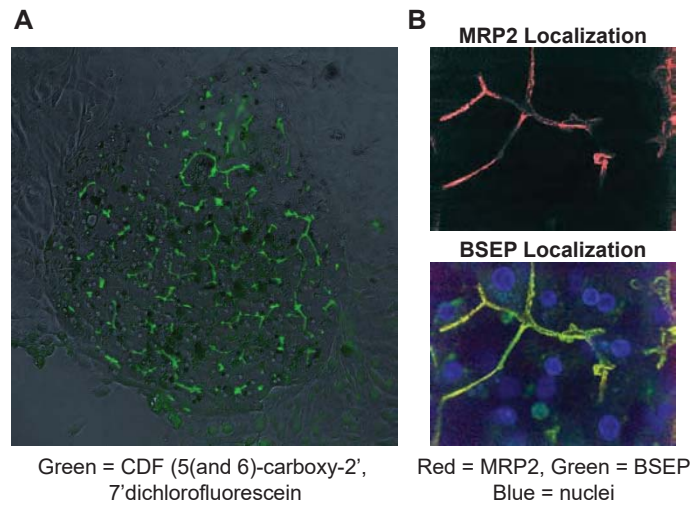 A
B
MRP2 Localization
BSEP Localization
Green = CDF (5(and 6)-carboxy-2’,
7’dichlorofluorescein
Red = MRP2, Green = BSEP
Blue = nuclei